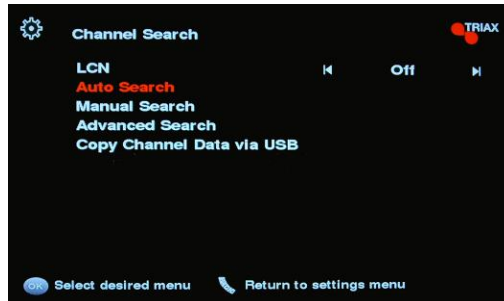 Channel Search
TRIAX
LCN Off
Auto Search
Manual Search
Advanced Search
Copy Channel Data via USB
OK Select desired menu Return to settings menu